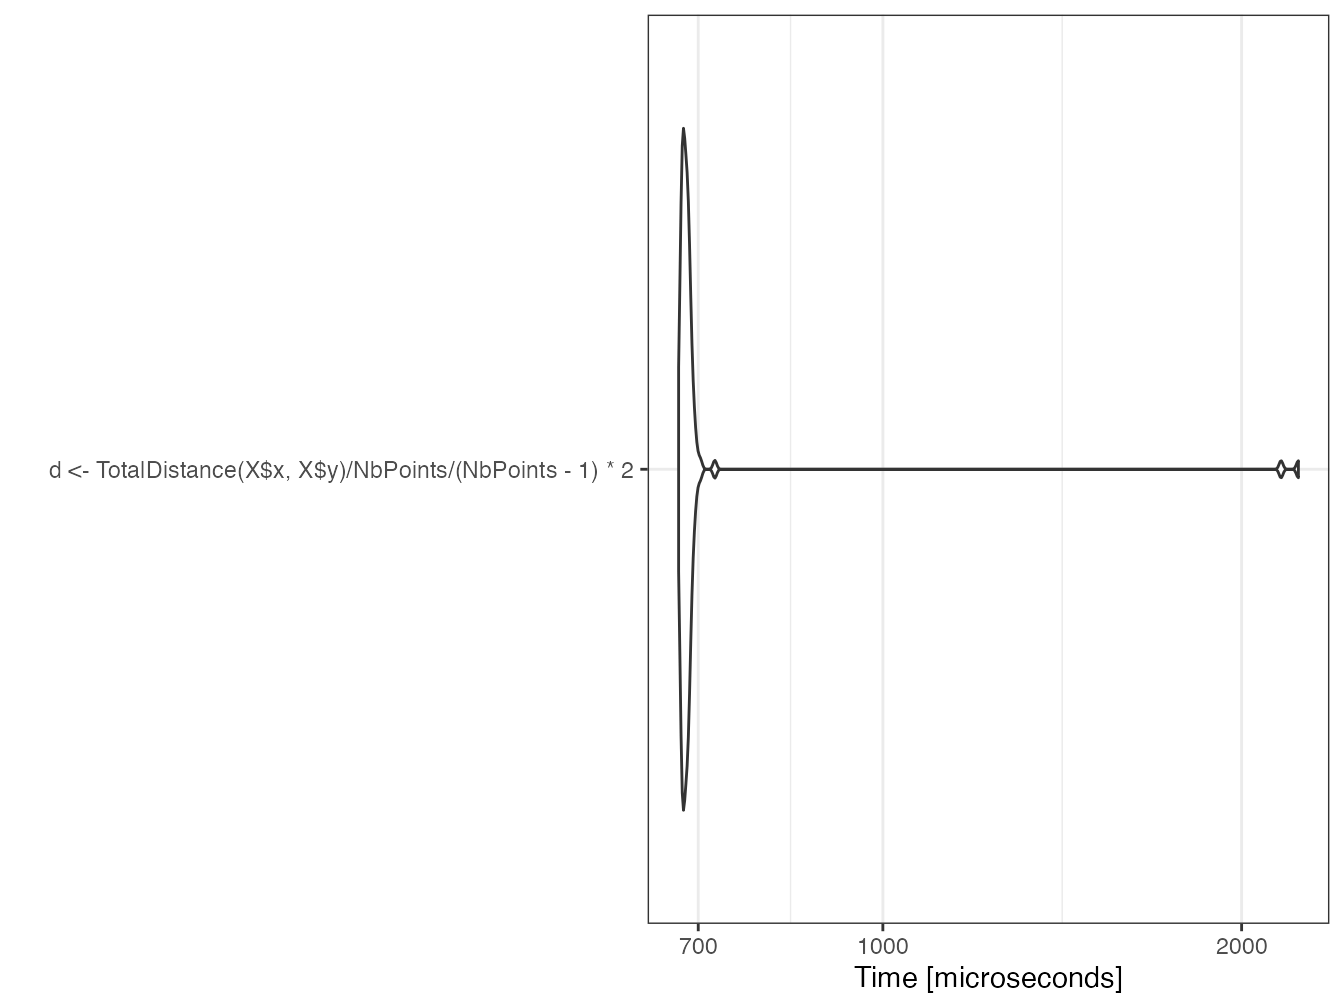 d <- TotalDistance(X$x, X$y)/NbPoints/(NbPoints - 1) * 2
700 1000 2000
Time [microseconds]